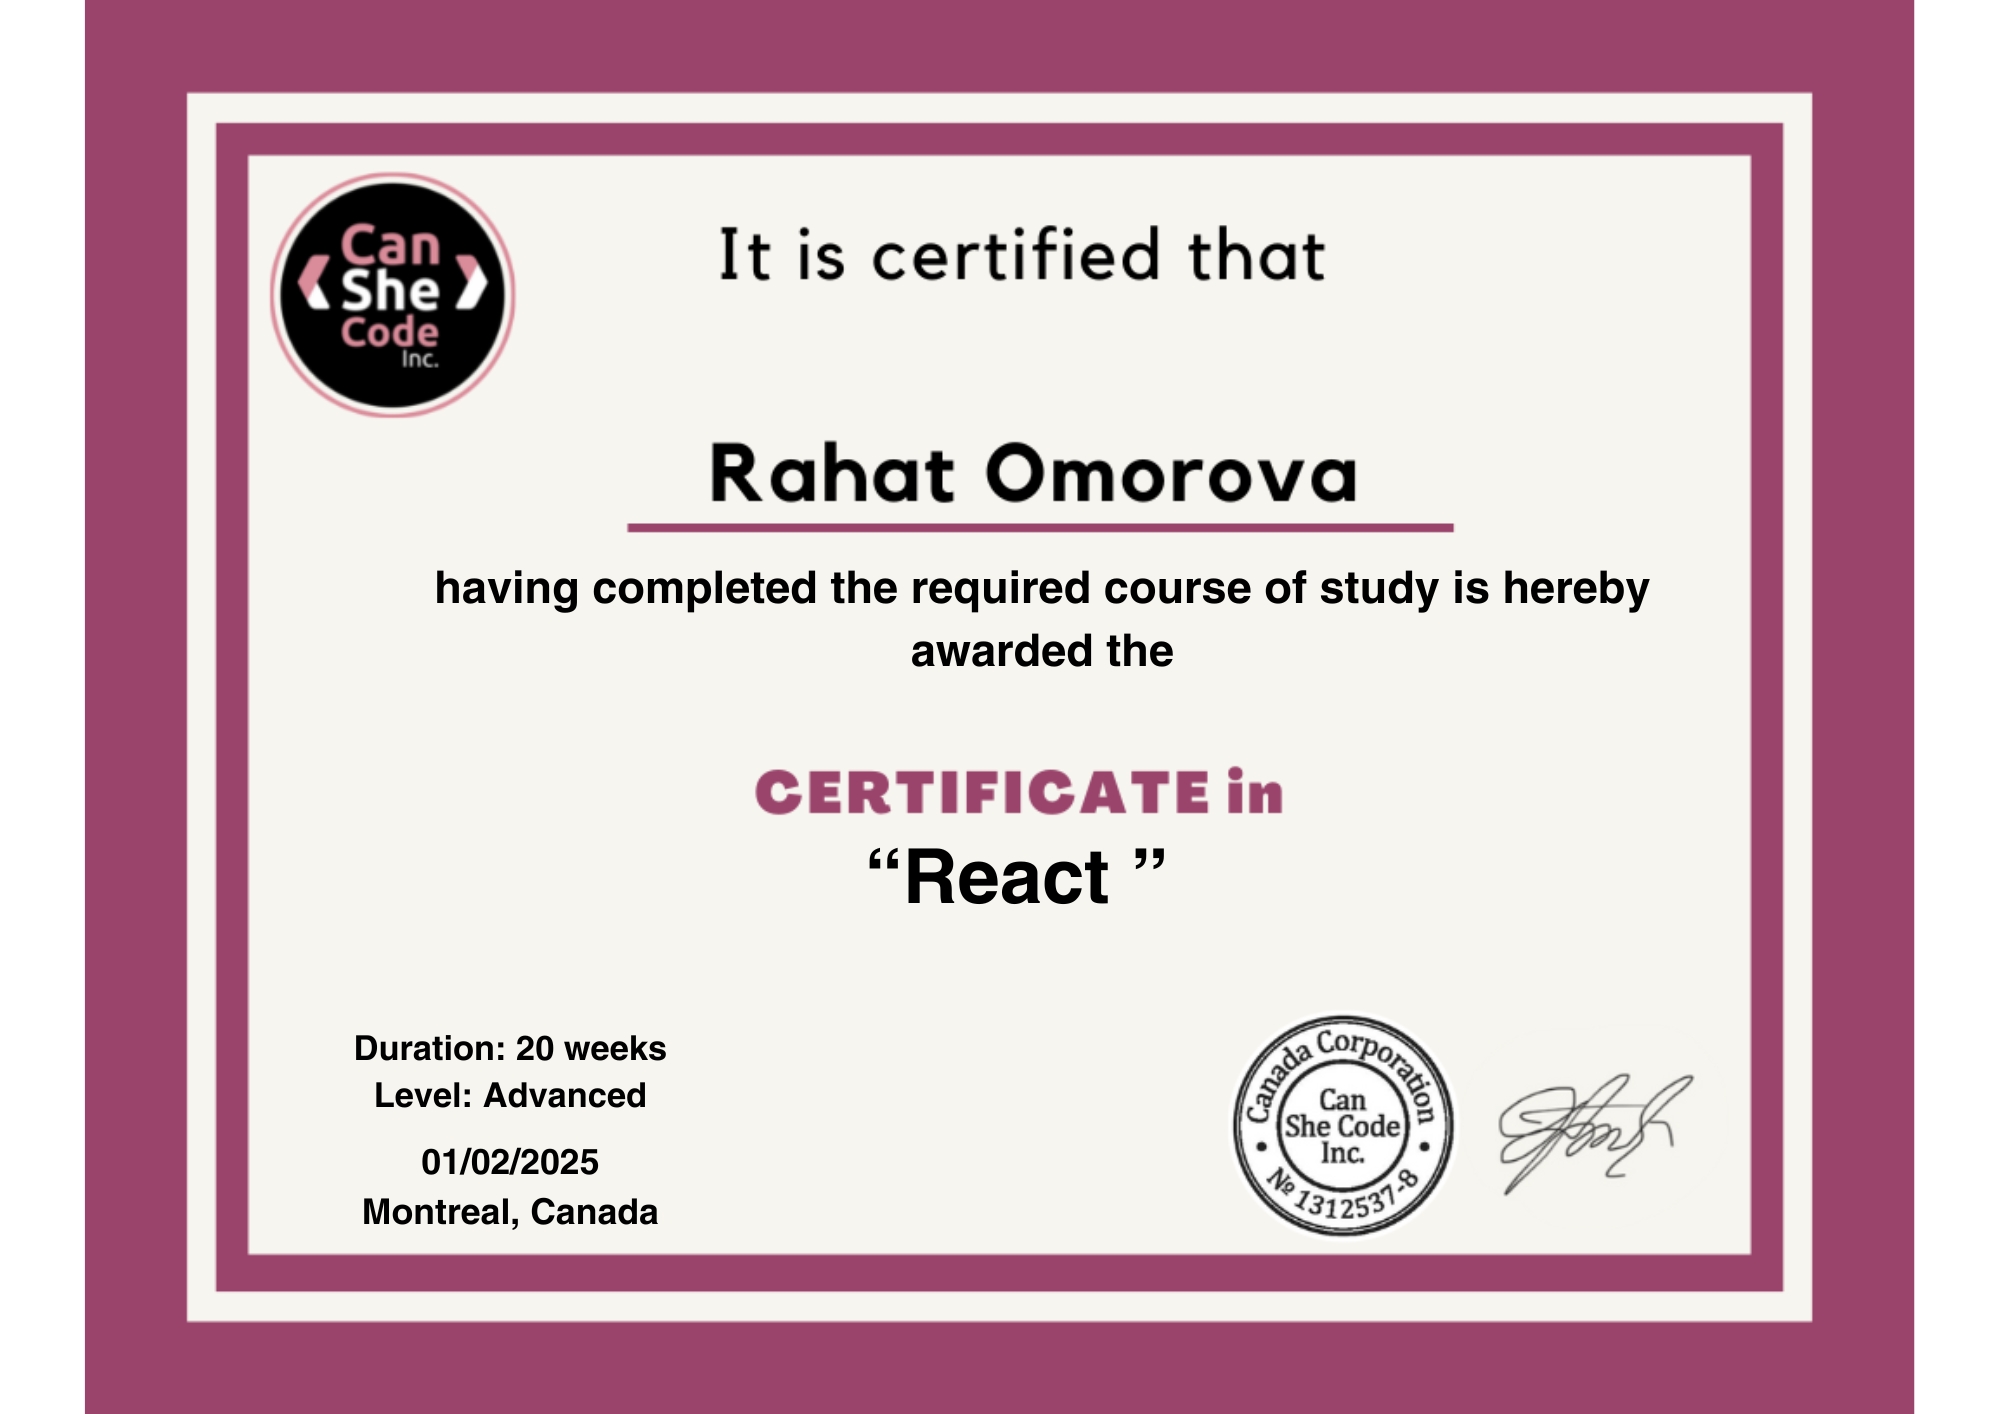 Can
She
Code
Inc.
It is certified that
Rahat Omorova
having completed the required course of study is hereby
awarded the
CERTIFICATE in
“React ”
Duration: 20 weeks
Level: Advanced
01/02/2025
Montreal, Canada
Canada Corporation
Can
She Code
Inc.
№ 1312537-8